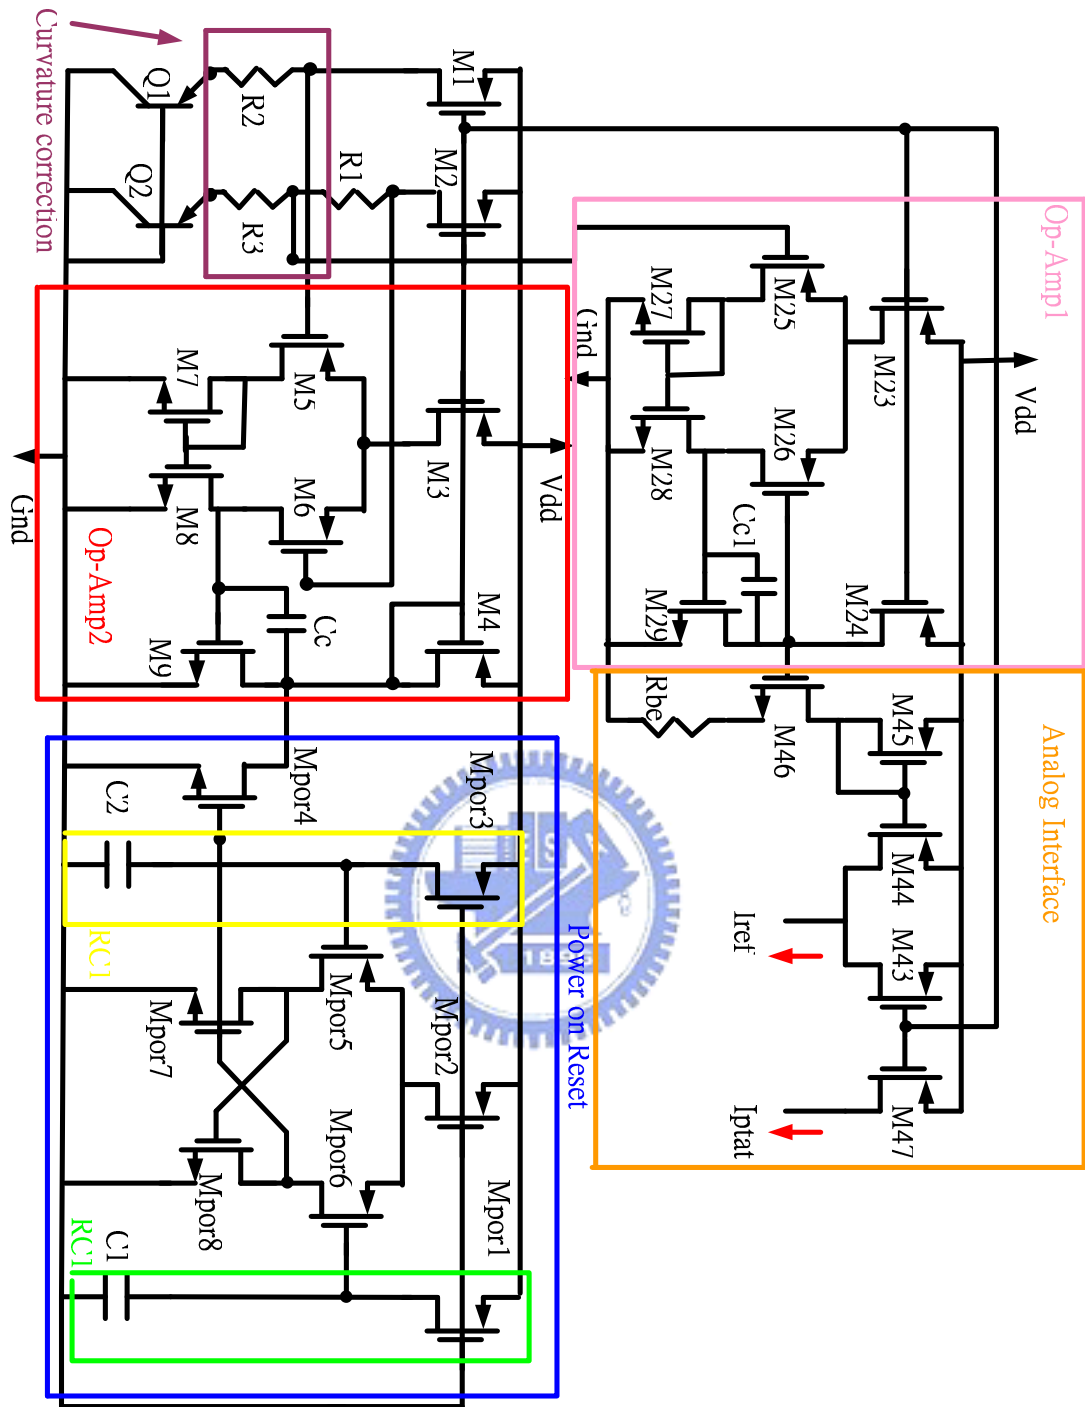 Op-Amp1
Vdd
M23
M24
M25
M26
M27
M28
Cc1
M29
Gnd
Analog Interface
M45
M44
M43
M47
M46
Rbe
Iref
Iptat
M1
M2
M3
M4
Vdd
R1
R2
R3
Q1
Q2
Curvature correction
M5
M6
M7
M8
Cc
M9
Op-Amp2
Gnd
Power on Reset
Mpor3
Mpor2
Mpor1
Mpor4
Mpor5
Mpor6
Mpor7
Mpor8
C2
RC1
C1
RC1
1896